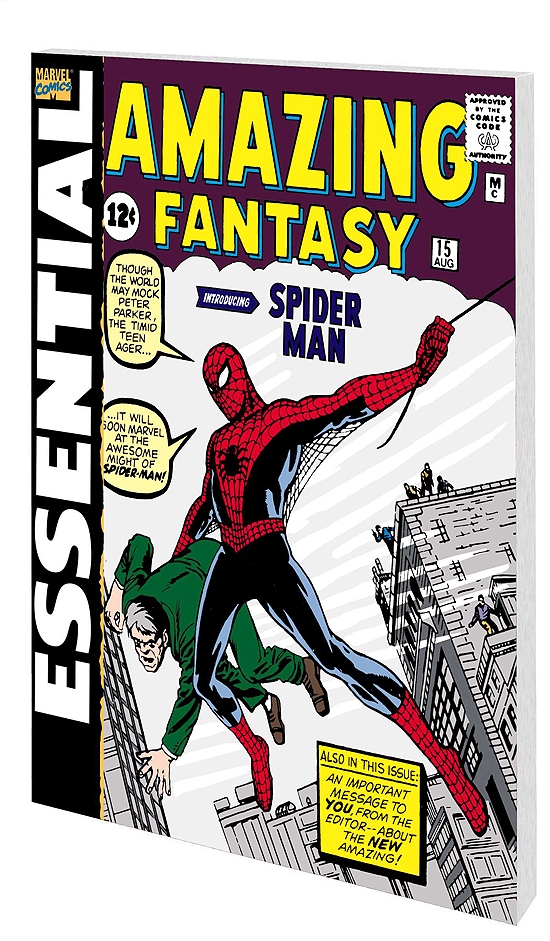 MARVEL
COMICS
M
ESSENTIAL
AMAZING
FANTASY
12¢
APPROVED
BY THE
COMICS
CODE
CA
AUTHORITY
M
C
15
AUG
INTRODUCING
SPIDER
MAN
THOUGH
THE WORLD
MAY MOCK
PETER
PARKER,
THE TIMID
TEEN
AGER...
...IT WILL
SOON MARVEL
AT THE
AWESOME
MIGHT OF
SPIDER-MAN!
ALSO IN THIS ISSUE:
AN IMPORTANT
MESSAGE TO
YOU, FROM THE
EDITOR--ABOUT
THE NEW
AMAZING!